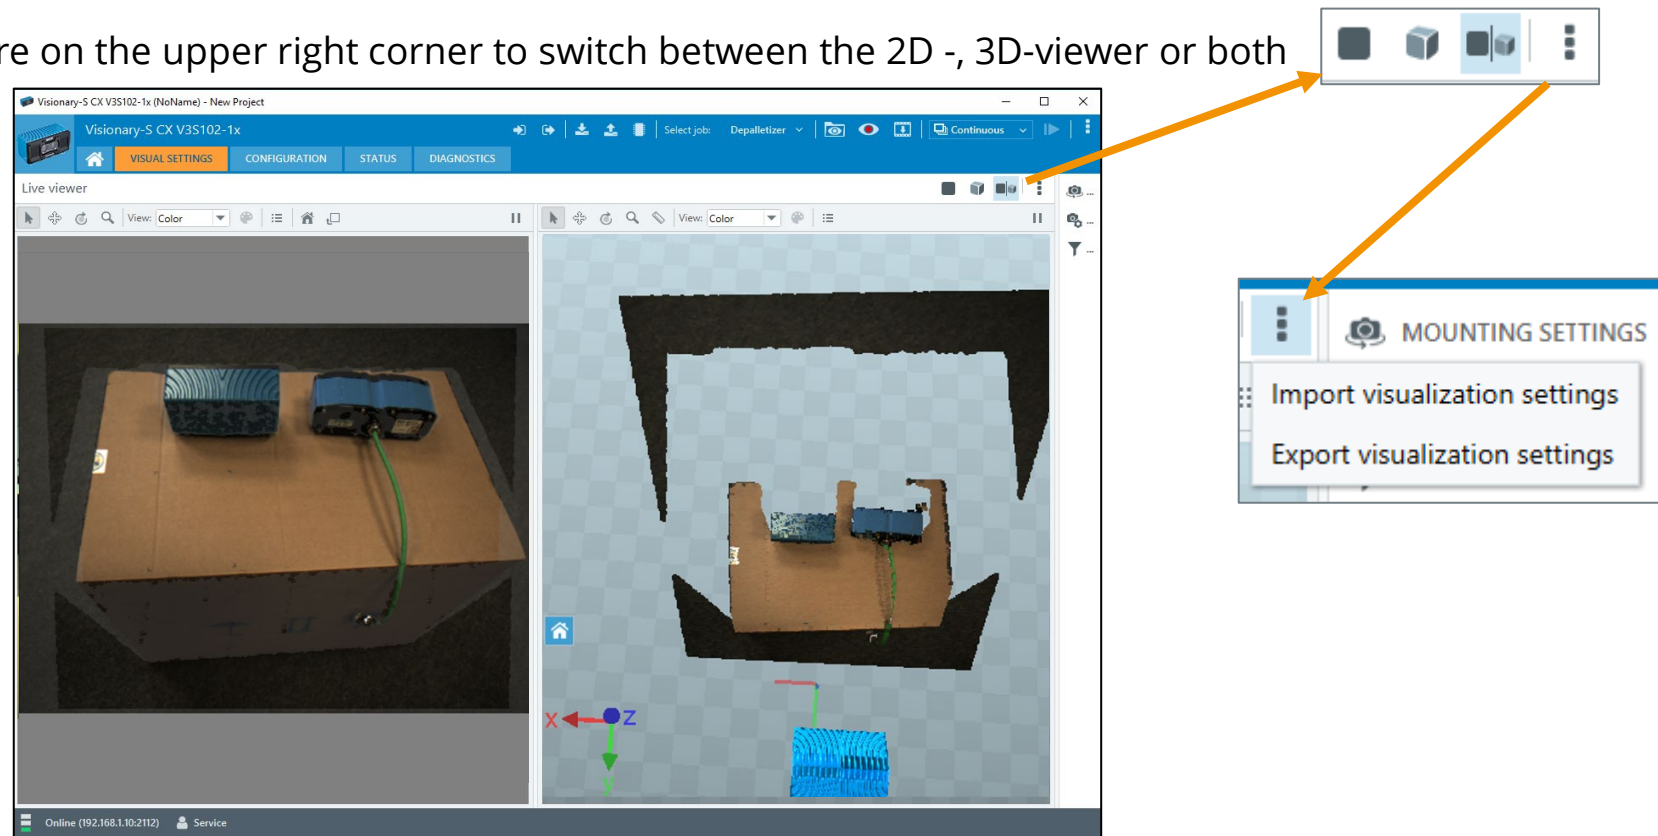 re on the upper right corner to switch between the 2D -, 3D-viewer or both
Visionary-S CX V3S102-1x (NoName) - New Project
Visionary-S CX V3S102-1x
Select job: Depalletizer
Continuous
VISUAL SETTINGS CONFIGURATION STATUS DIAGNOSTICS
Live viewer
View: Color
View: Color
X Z
Y
Online (192.168.1.10:2112) Service
MOUNTING SETTINGS
Import visualization settings
Export visualization settings